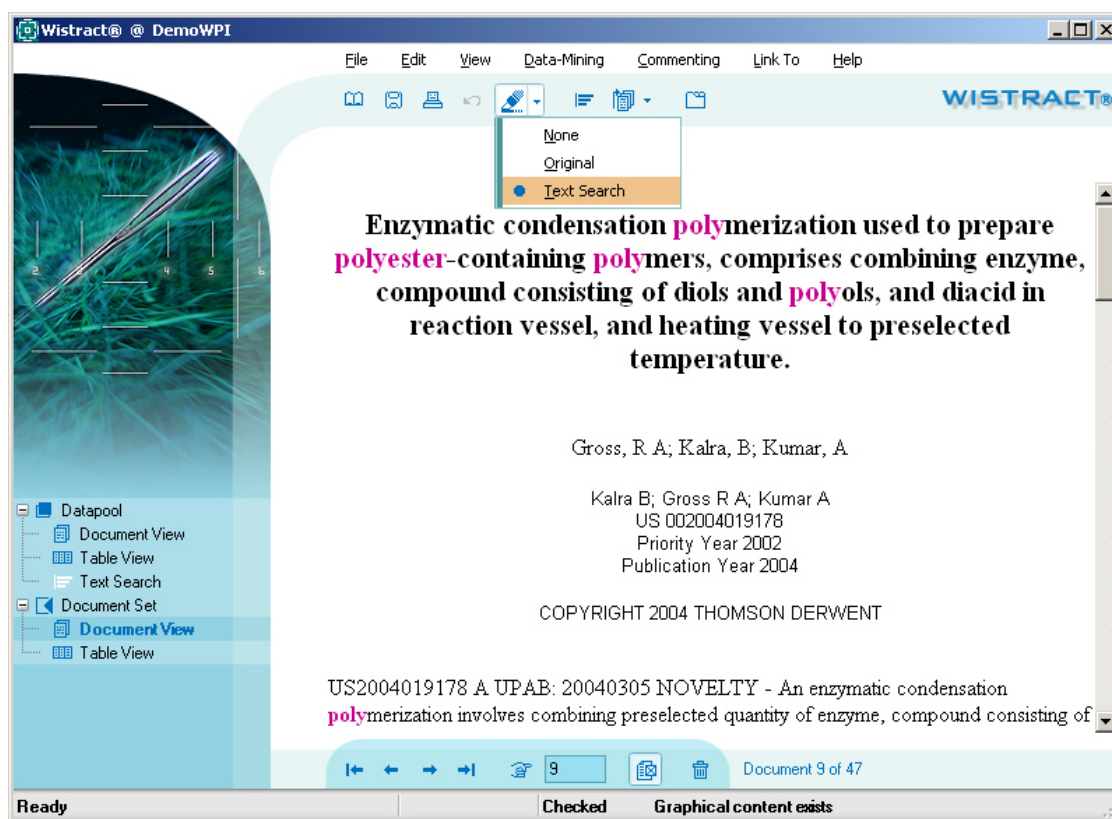 Wistract® @ DemoWPI
File Edit View Data-Mining Commenting Link To Help
WISTRACT®
None
Original
Text Search
Enzymatic condensation polymerization used to prepare
polyester-containing polymers, comprises combining enzyme,
compound consisting of diols and polyols, and diacid in
reaction vessel, and heating vessel to preselected
temperature.
2 3 4 5 6
Gross, R A; Kalra, B; Kumar, A
Kalra B; Gross R A; Kumar A
US 002004019178
Priority Year 2002
Publication Year 2004
COPYRIGHT 2004 THOMSON DERWENT
US2004019178 A UPAB: 20040305 NOVELTY - An enzymatic condensation
polymerization involves combining preselected quantity of enzyme, compound consisting of
Datapool
Document View
Table View
Text Search
Document Set
Document View
Table View
9
Document 9 of 47
Ready
Checked
Graphical content exists